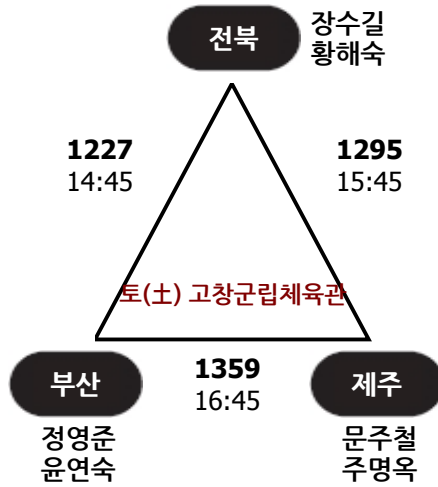 전북
장수길
황해숙
1227
14:45
1295
15:45
토(土) 고창군립체육관
1359
16:45
부산
정영준
윤연숙
제주
문주철
주명옥